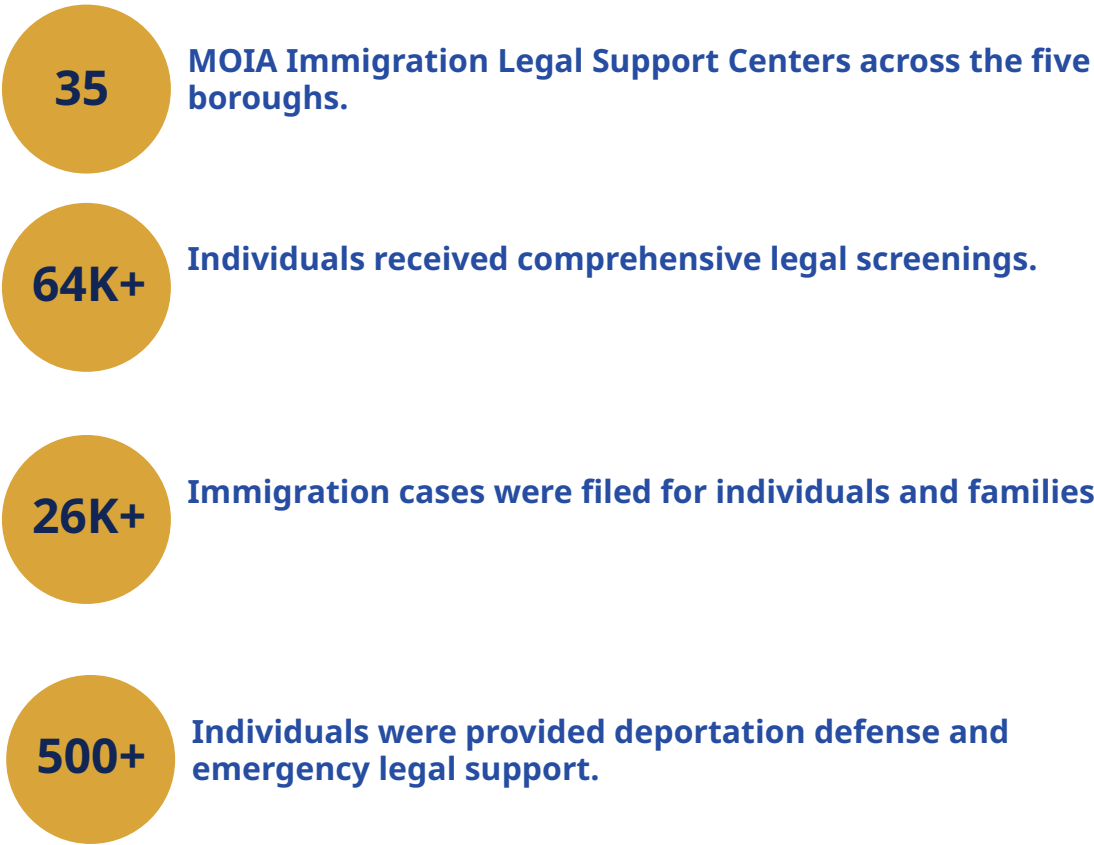 35
MOIA Immigration Legal Support Centers across the five
boroughs.
64K+
Individuals received comprehensive legal screenings.
26K+
Immigration cases were filed for individuals and families
500+
Individuals were provided deportation defense and
emergency legal support.